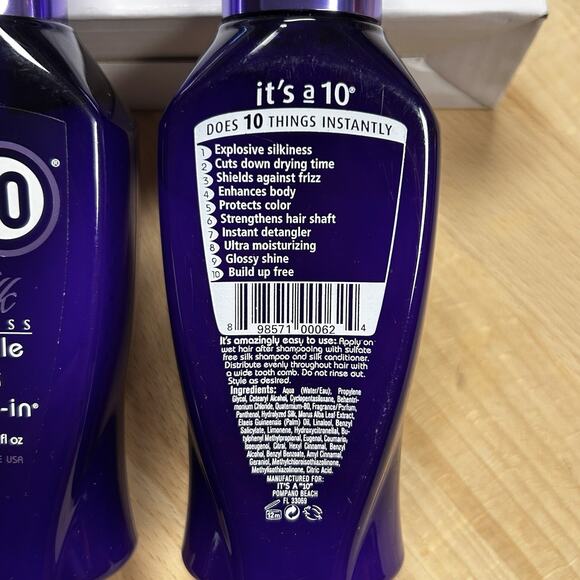 0®
SS
le
-in®
fl oz
E USA
it's a 10®
DOES 10 THINGS INSTANTLY
1 Explosive silkiness
2 Cuts down drying time
3 Shields against frizz
4 Enhances body
5 Protects color
6 Strengthens hair shaft
7 Instant detangler
8 Ultra moisturizing
9 Glossy shine
10 Build up free
8 98571 00062 4
It's amazingly easy to use: Apply on
wet hair after shampooing with sulfate
free silk shampoo and silk conditioner.
Distribute evenly throughout hair with
a wide tooth comb. Do not rinse out.
Style as desired.
Ingredients: Aqua (Water/Eau), Propylene
Glycol, Cetearyl Alcohol, Cyclopentasiloxane, Behentri-
monium Chloride, Quaternium-80, Fragrance/Parfum,
Panthenol, Hydrolyzed Silk, Morus Alba Leaf Extract,
Elaeis Guineensis (Palm) Oil, Linalool, Benzyl
Salicylate, Limonene, Hydroxycitronellal, Bu-
tylphenyl Methylpropional, Eugenol, Coumarin,
Isoeugenol, Citral, Hexyl Cinnamal, Benzyl
Alcohol, Benzyl Benzoate, Amyl Cinnamal,
Geraniol, Methylchloroisothiazolinone,
Methylisothiazolinone, Citric Acid.
MANUFACTURED FOR:
IT'S A "10"
POMPANO BEACH
FL 33069
12m